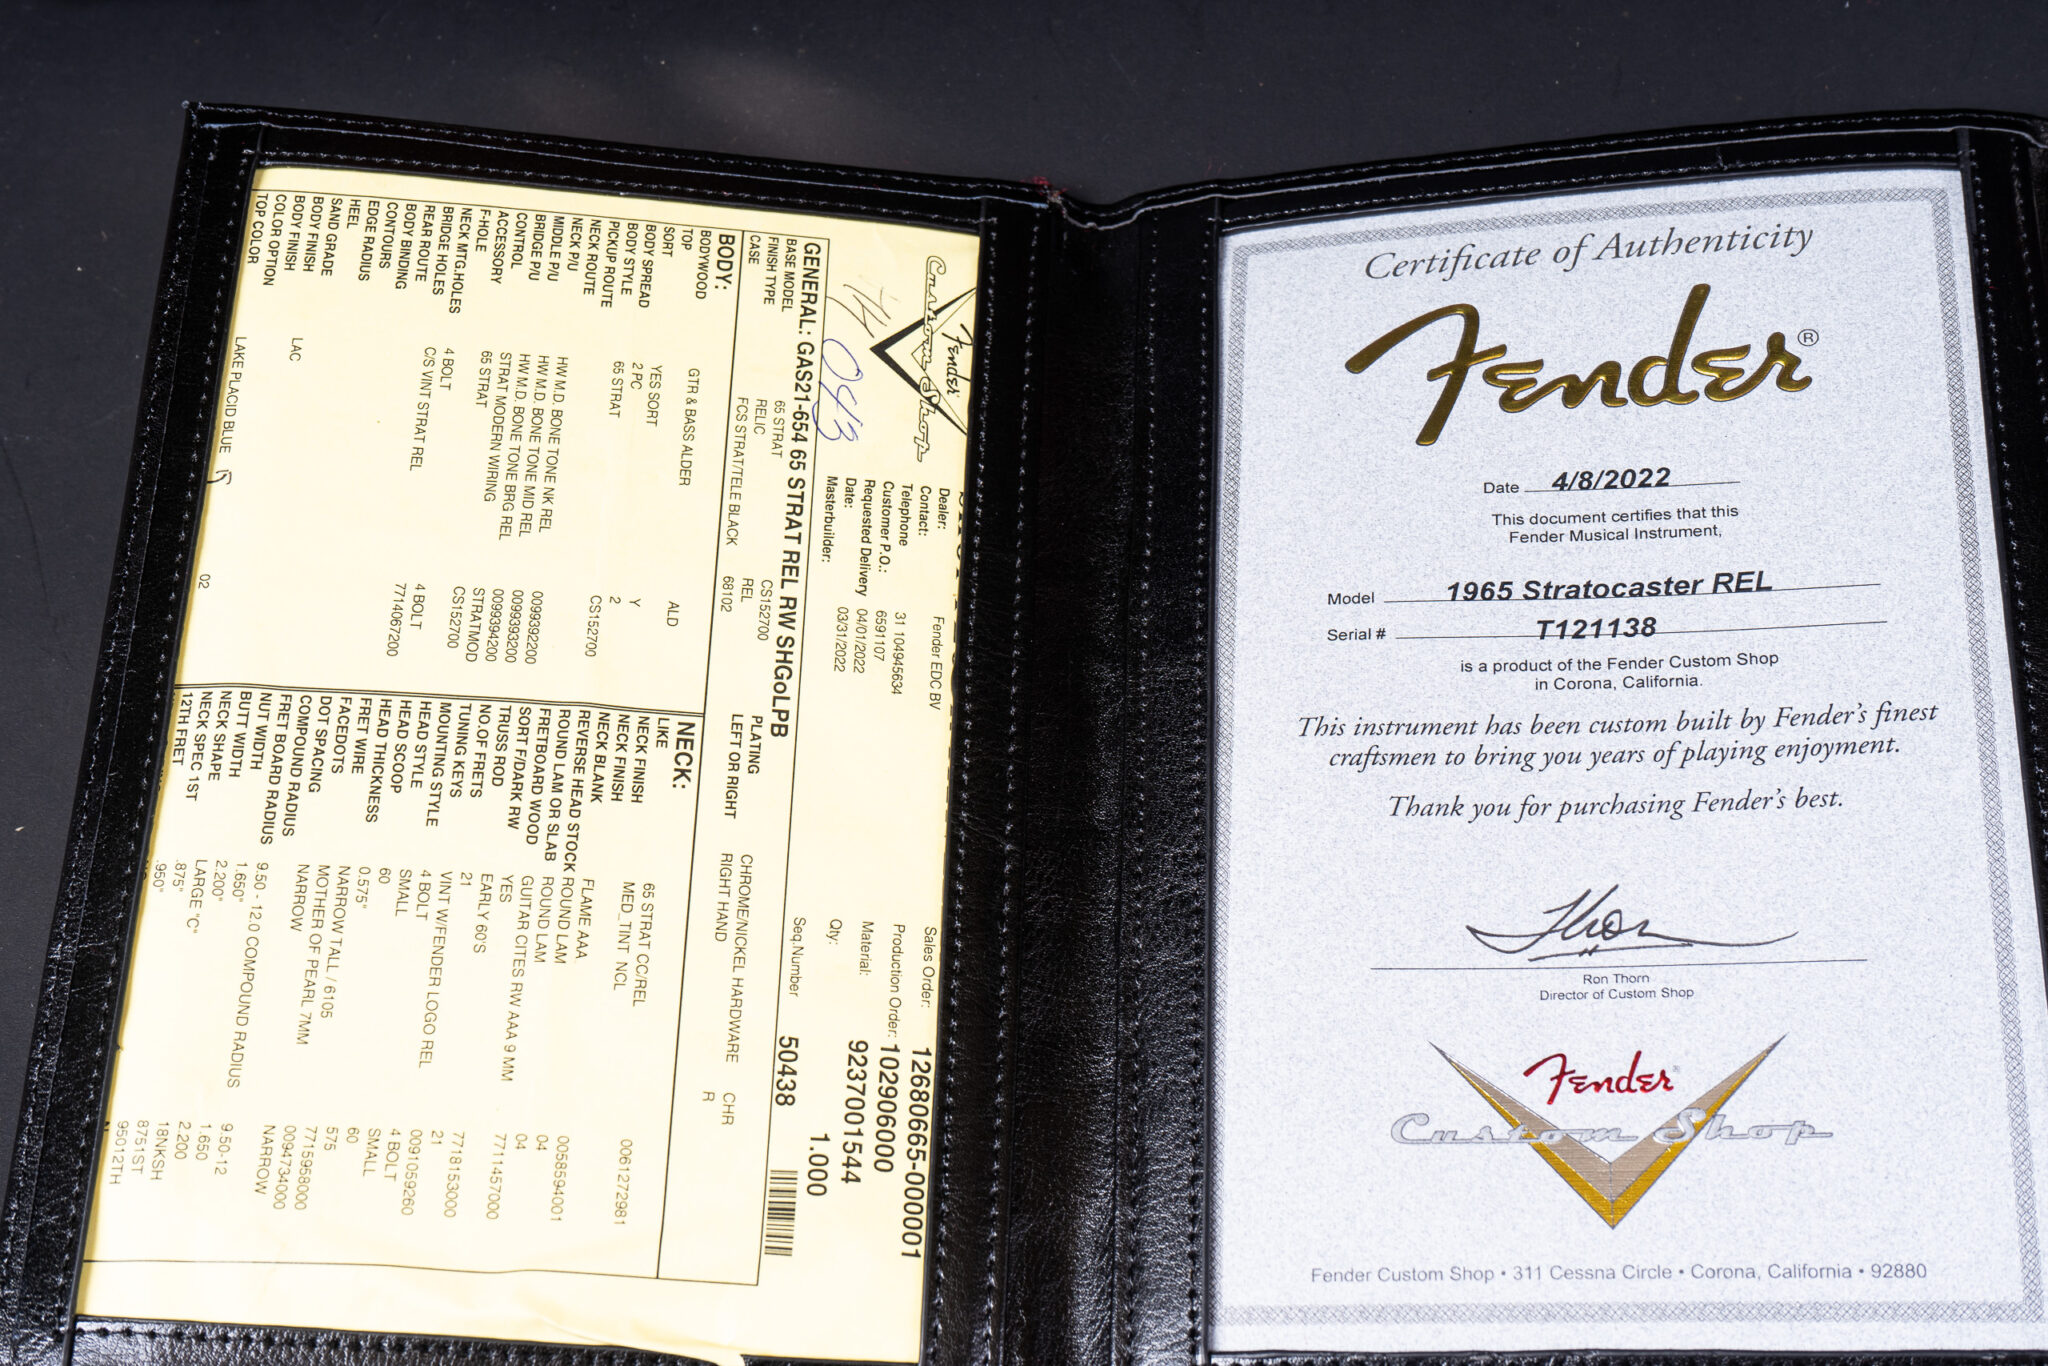 Fender
Custom Shop
043
Dealer: Fender EDC BV
Contact:
Telephone 31 104945634
Customer P.O.: 6591107
Requested Delivery 04/01/2022
Date: 03/31/2022
Masterbuilder:
Sales Order: 12680665-000001
Production Order: 102906000
Material: 9237001544
Qty: 1.000
Seq.Number 50438
GENERAL: GAS21-654 65 STRAT REL RW SHGoLPB
BASE MODEL 65 STRAT CS152700 PLATING CHROME/NICKEL HARDWARE CHR
FINISH TYPE RELIC REL LEFT OR RIGHT RIGHT HAND R
CASE FCS STRAT/TELE BLACK 68102
BODY:
BODYWOOD GTR & BASS ALDER ALD
TOP
SORT YES SORT Y
BODY SPREAD 2 PC 2
BODY STYLE 65 STRAT CS152700
PICKUP ROUTE
NECK ROUTE
NECK P/U HW M.D. BONE TONE NK REL 0099392200
MIDDLE P/U HW M.D. BONE TONE MID REL 0099393200
BRIDGE P/U HW M.D. BONE TONE BRG REL 0099394200
CONTROL STRAT MODERN WIRING STRATMOD
ACCESSORY 65 STRAT CS152700
F-HOLE
NECK MTG.HOLES 4 BOLT 4 BOLT
BRIDGE HOLES C/S VINT STRAT REL 7714067200
REAR ROUTE
BODY BINDING
CONTOURS
EDGE RADIUS
HEEL
SAND GRADE
BODY FINISH
BODY FINISH LAC
COLOR OPTION
TOP COLOR LAKE PLACID BLUE 02
NECK:
LIKE
NECK FINISH 65 STRAT CC/REL 0061272981
NECK FINISH MED_TINT NCL
NECK BLANK FLAME AAA
REVERSE HEAD STOCK 0058594001
ROUND LAM OR SLAB ROUND LAM 04
FRETBOARD WOOD ROUND LAM 04
SORT F/DARK RW GUITAR CITES RW AAA 9 MM 7711457000
TRUSS ROD YES
NO.OF FRETS EARLY 60'S 7718153000
TUNING KEYS 21 21
MOUNTING STYLE VINT W/FENDER LOGO REL 0091059260
HEAD STYLE 4 BOLT 4 BOLT
HEAD SCOOP SMALL SMALL
HEAD THICKNESS 60 60
FRET WIRE 0.575" 575
FACEDOTS NARROW TALL / 6105 7715958000
DOT SPACING MOTHER OF PEARL 7MM 0094734000
COMPOUND RADIUS NARROW NARROW
FRET BOARD RADIUS 9.50 - 12.0 COMPOUND RADIUS 9.50-12
NUT WIDTH 1.650" 1.650
BUTT WIDTH 2.200" 2.200
NECK SHAPE LARGE "C" 18NKSH
NECK SPEC 1ST .875" 8751ST
12TH FRET .950" 95012TH
Certificate of Authenticity
Fender®
Date 4/8/2022
This document certifies that this
Fender Musical Instrument,
Model 1965 Stratocaster REL
Serial # T121138
is a product of the Fender Custom Shop
in Corona, California.
This instrument has been custom built by Fender's finest
craftsmen to bring you years of playing enjoyment.
Thank you for purchasing Fender's best.
Ron Thorn
Director of Custom Shop
Fender
Custom Shop
Fender Custom Shop • 311 Cessna Circle • Corona, California • 92880